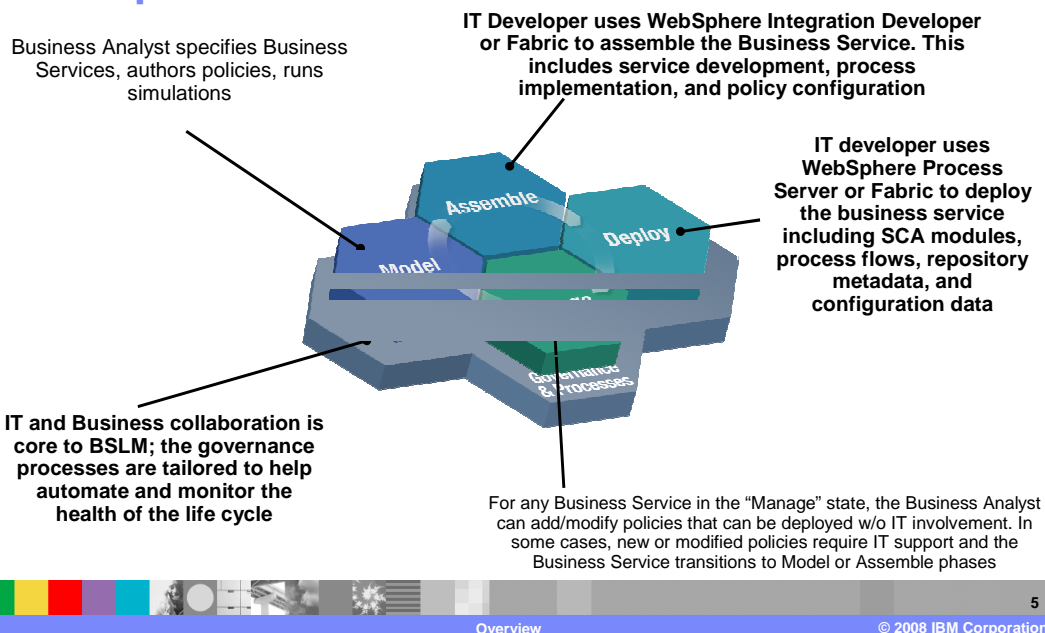 IT Developer uses WebSphere Integration Developer
or Fabric to assemble the Business Service. This
includes service development, process
implementation, and policy configuration
Business Analyst specifies Business
Services, authors policies, runs
simulations
IT developer uses
WebSphere Process
Server or Fabric to deploy
the business service
including SCA modules,
process flows, repository
metadata, and
configuration data
Assemble
Deploy
Model
Governance
& Processes
IT and Business collaboration is
core to BSLM; the governance
processes are tailored to help
automate and monitor the
health of the life cycle
For any Business Service in the “Manage” state, the Business Analyst
can add/modify policies that can be deployed w/o IT involvement. In
some cases, new or modified policies require IT support and the
Business Service transitions to Model or Assemble phases
5
Overview
© 2008 IBM Corporation